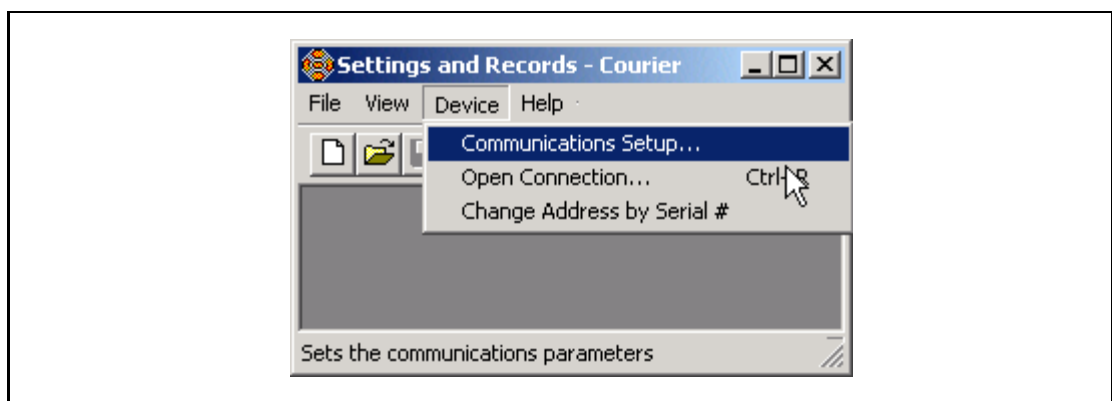 Settings and Records - Courier
File View Device Help
Communications Setup...
Open Connection...
Change Address by Serial #
Sets the communications parameters